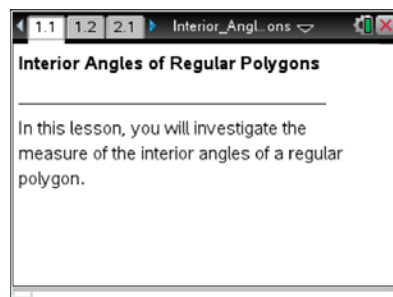 1.1 1.2 2.1 Interior_Angl...ons
Interior Angles of Regular Polygons
In this lesson, you will investigate the
measure of the interior angles of a regular
polygon.